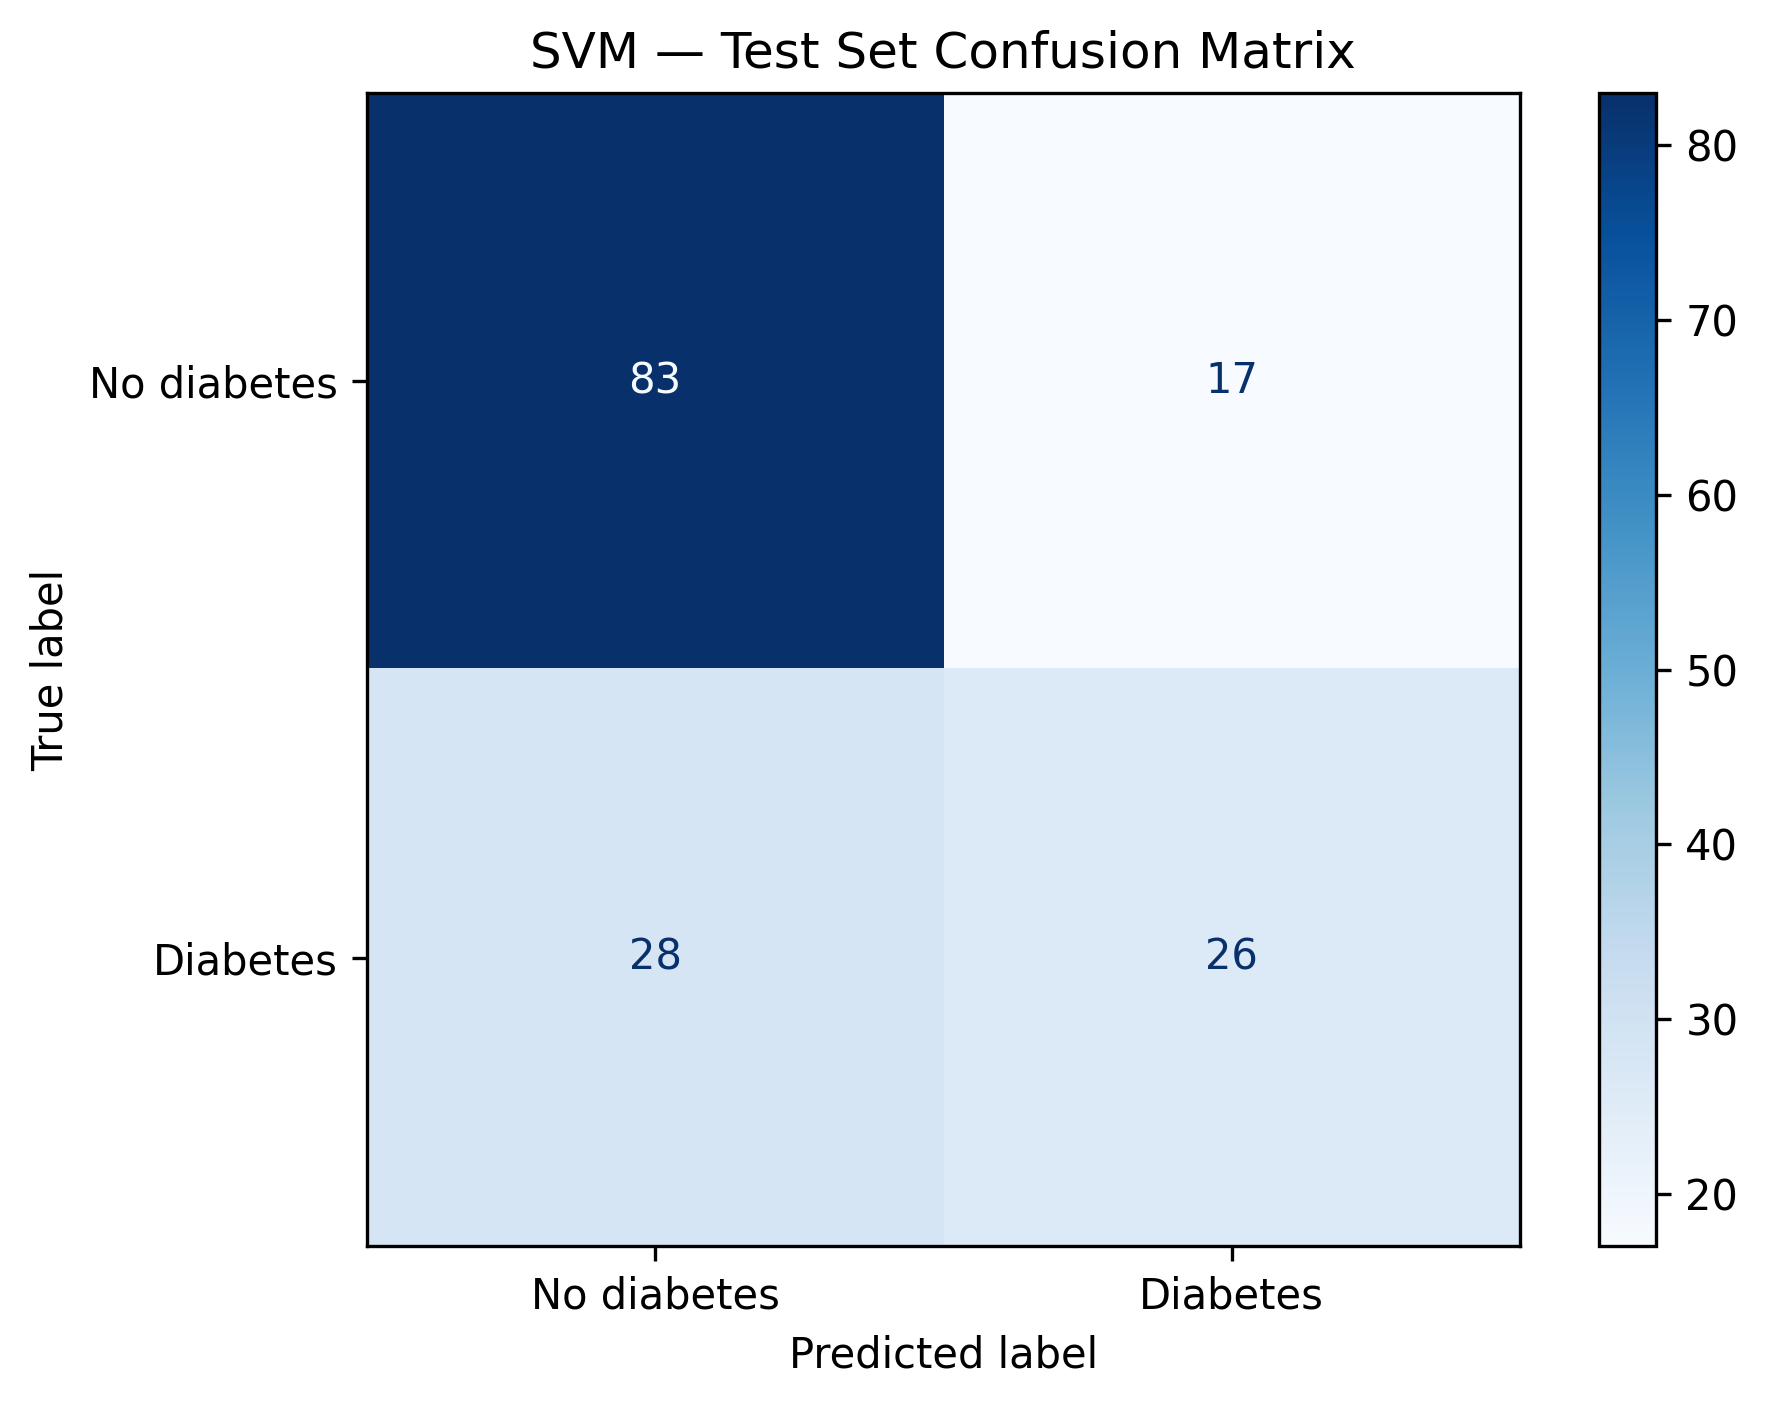 SVM — Test Set Confusion Matrix
No diabetes
Diabetes
True label
83
17
28
26
No diabetes
Diabetes
Predicted label
80
70
60
50
40
30
20